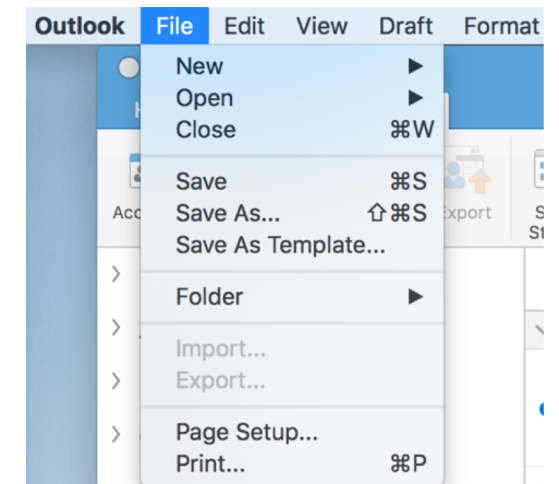 Outlook File Edit View Draft Format
New ▶
Open ▶
Close ⌘W
Save ⌘S
Save As... ⇧⌘S
Save As Template...
Folder ▶
Import...
Export...
Page Setup...
Print... ⌘P